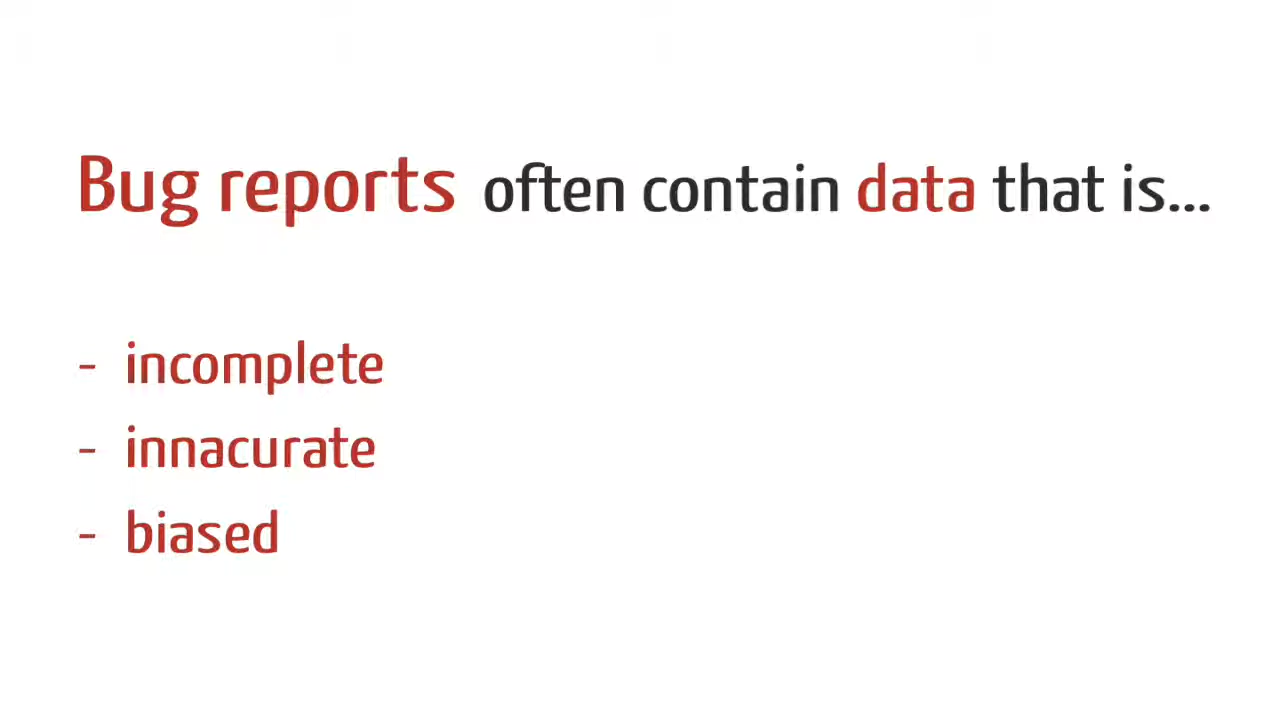 Bug reports often contain data that is...
- incomplete
- innacurate
- biased